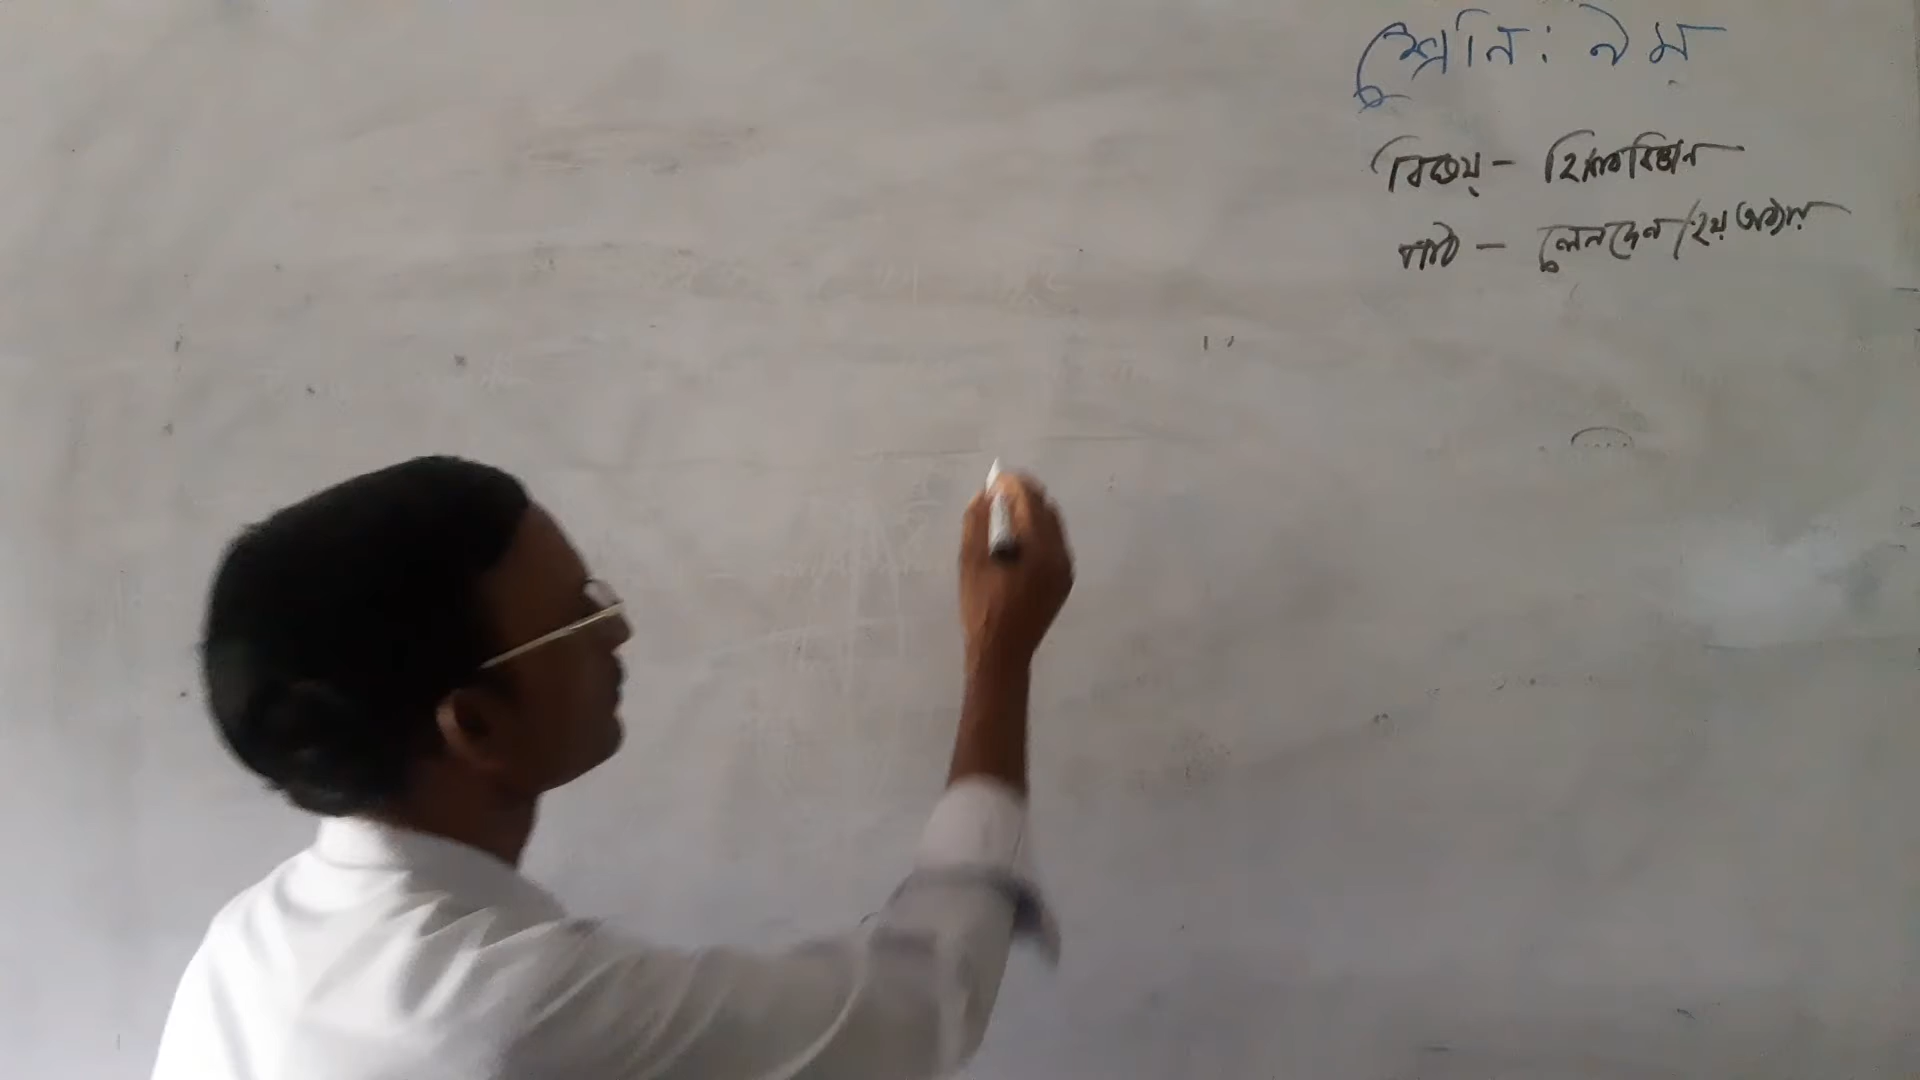 শ্রেনি : ৯ম
বিষয় - হিসাববিজ্ঞান
পাঠ - লেনদেন/২য় অধ্যায়